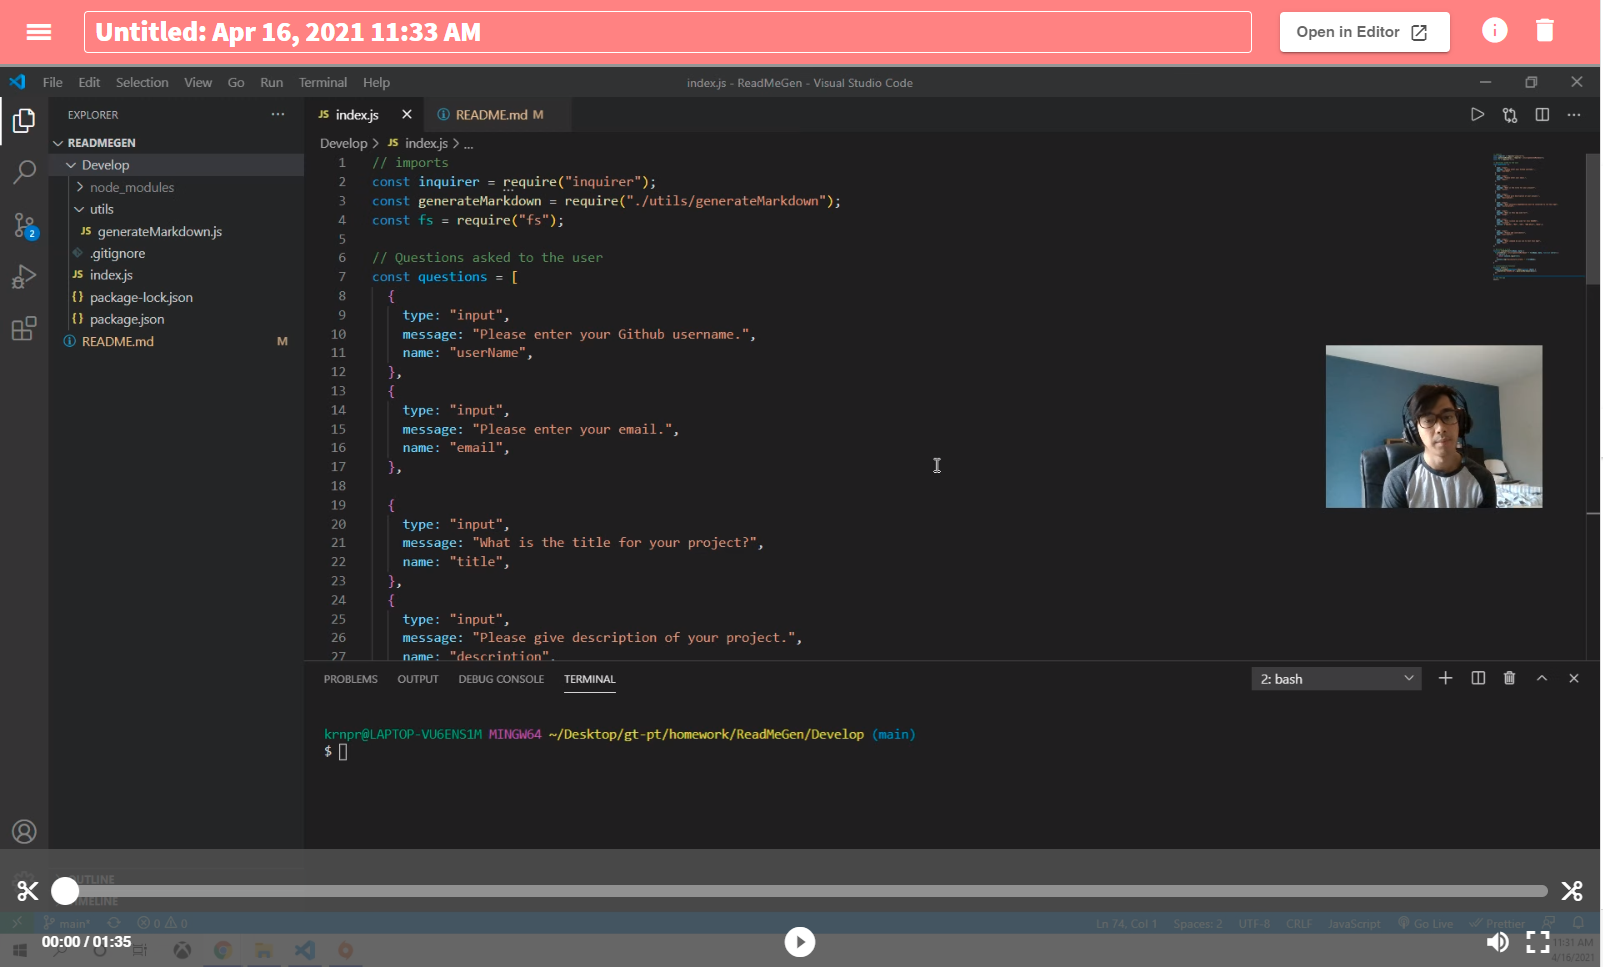 Untitled: Apr 16, 2021 11:33 AM
Open in Editor
File Edit Selection View Go Run Terminal Help
index.js - ReadMeGen - Visual Studio Code
EXPLORER
JS index.js
README.md M
READMEGEN
Develop > JS index.js > ...
Develop
node_modules
utils
JS generateMarkdown.js
.gitignore
JS index.js
{} package-lock.json
{} package.json
README.md M
2
1 // imports
2 const inquirer = require("inquirer");
3 const generateMarkdown = require("./utils/generateMarkdown");
4 const fs = require("fs");
5
6 // Questions asked to the user
7 const questions = [
8 {
9 type: "input",
10 message: "Please enter your Github username.",
11 name: "userName",
12 },
13 {
14 type: "input",
15 message: "Please enter your email.",
16 name: "email",
17 },
18
19 {
20 type: "input",
21 message: "What is the title for your project?",
22 name: "title",
23 },
24 {
25 type: "input",
26 message: "Please give description of your project.",
27 name: "description",
PROBLEMS OUTPUT DEBUG CONSOLE TERMINAL
2: bash
krnpr@LAPTOP-VU6ENS1M MINGW64 ~/Desktop/gt-pt/homework/ReadMeGen/Develop (main)
$
OUTLINE
TIMELINE
main* 0 0
Ln 74, Col 1 Spaces: 2 UTF-8 CRLF JavaScript Go Live Prettier
00:00 / 01:35
11:31 AM
4/16/2021